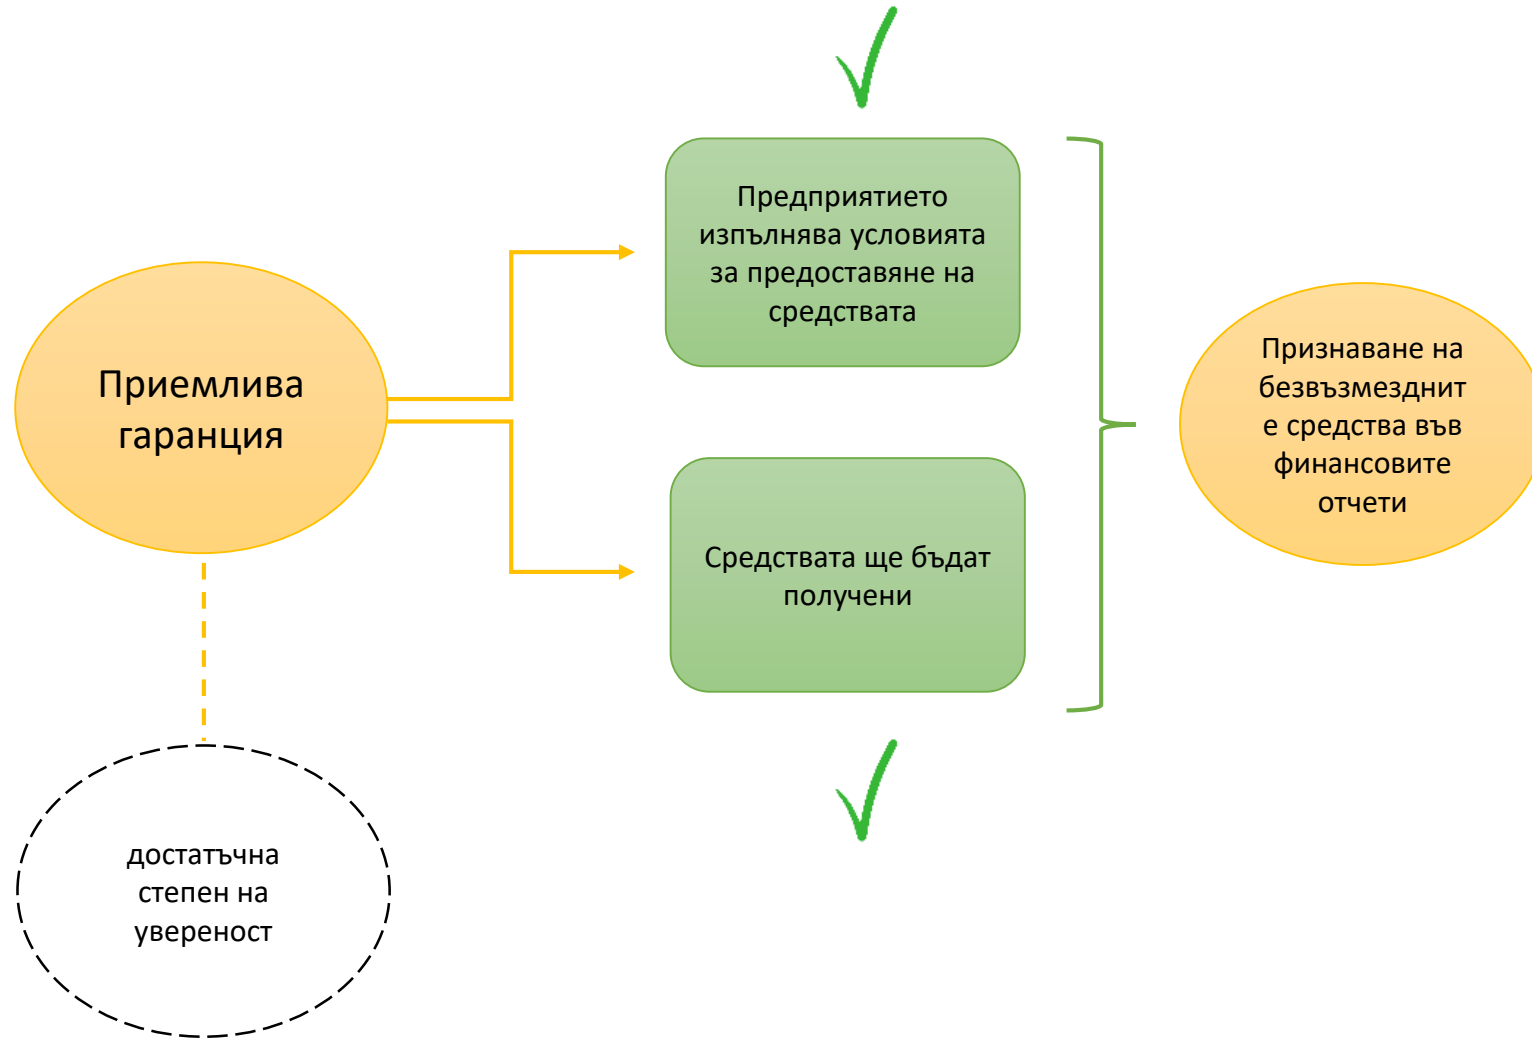 Предприятието
изпълнява условията
за предоставяне на
средствата
Приемлива
гаранция
Признаване на
безвъзмезднит
е средства във
финансовите
отчети
Средствата ще бъдат
получени
достатъчна
степен на
увереност